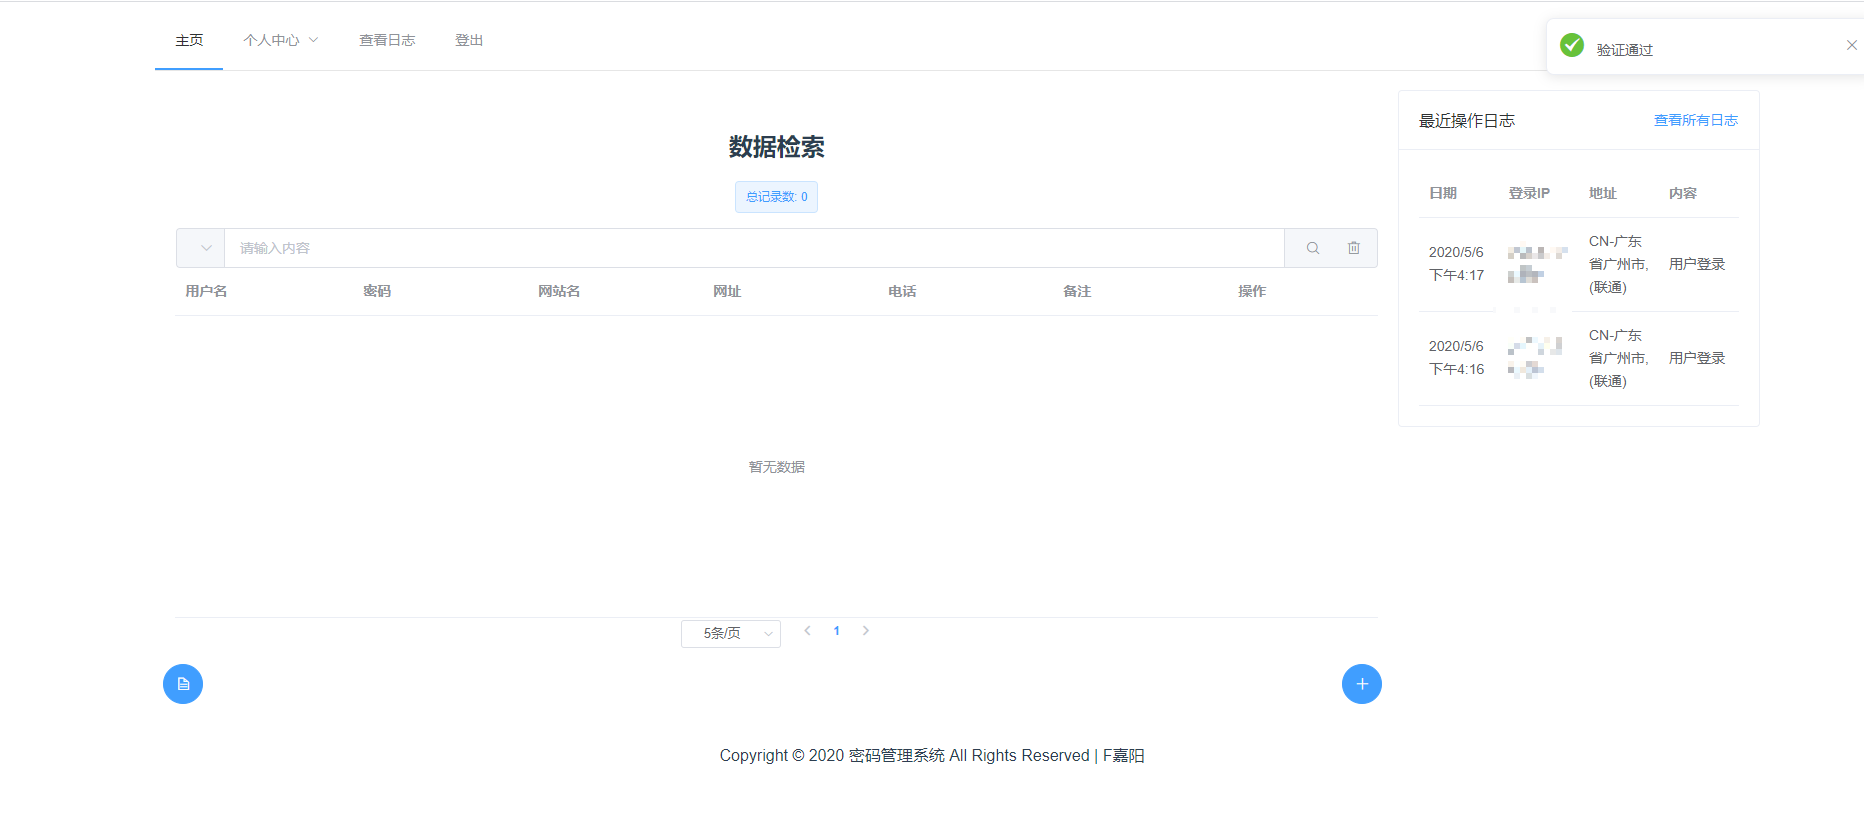 主页 个人中心 查看日志 登出
验证通过
数据检索
总记录数: 0
请输入内容
用户名 密码 网站名 网址 电话 备注 操作
暂无数据
5条/页 1
最近操作日志 查看所有日志
日期 登录IP 地址 内容
2020/5/6
下午4:17
CN-广东
省广州市,
(联通)
用户登录
2020/5/6
下午4:16
CN-广东
省广州市,
(联通)
用户登录
Copyright © 2020 密码管理系统 All Rights Reserved | F嘉阳